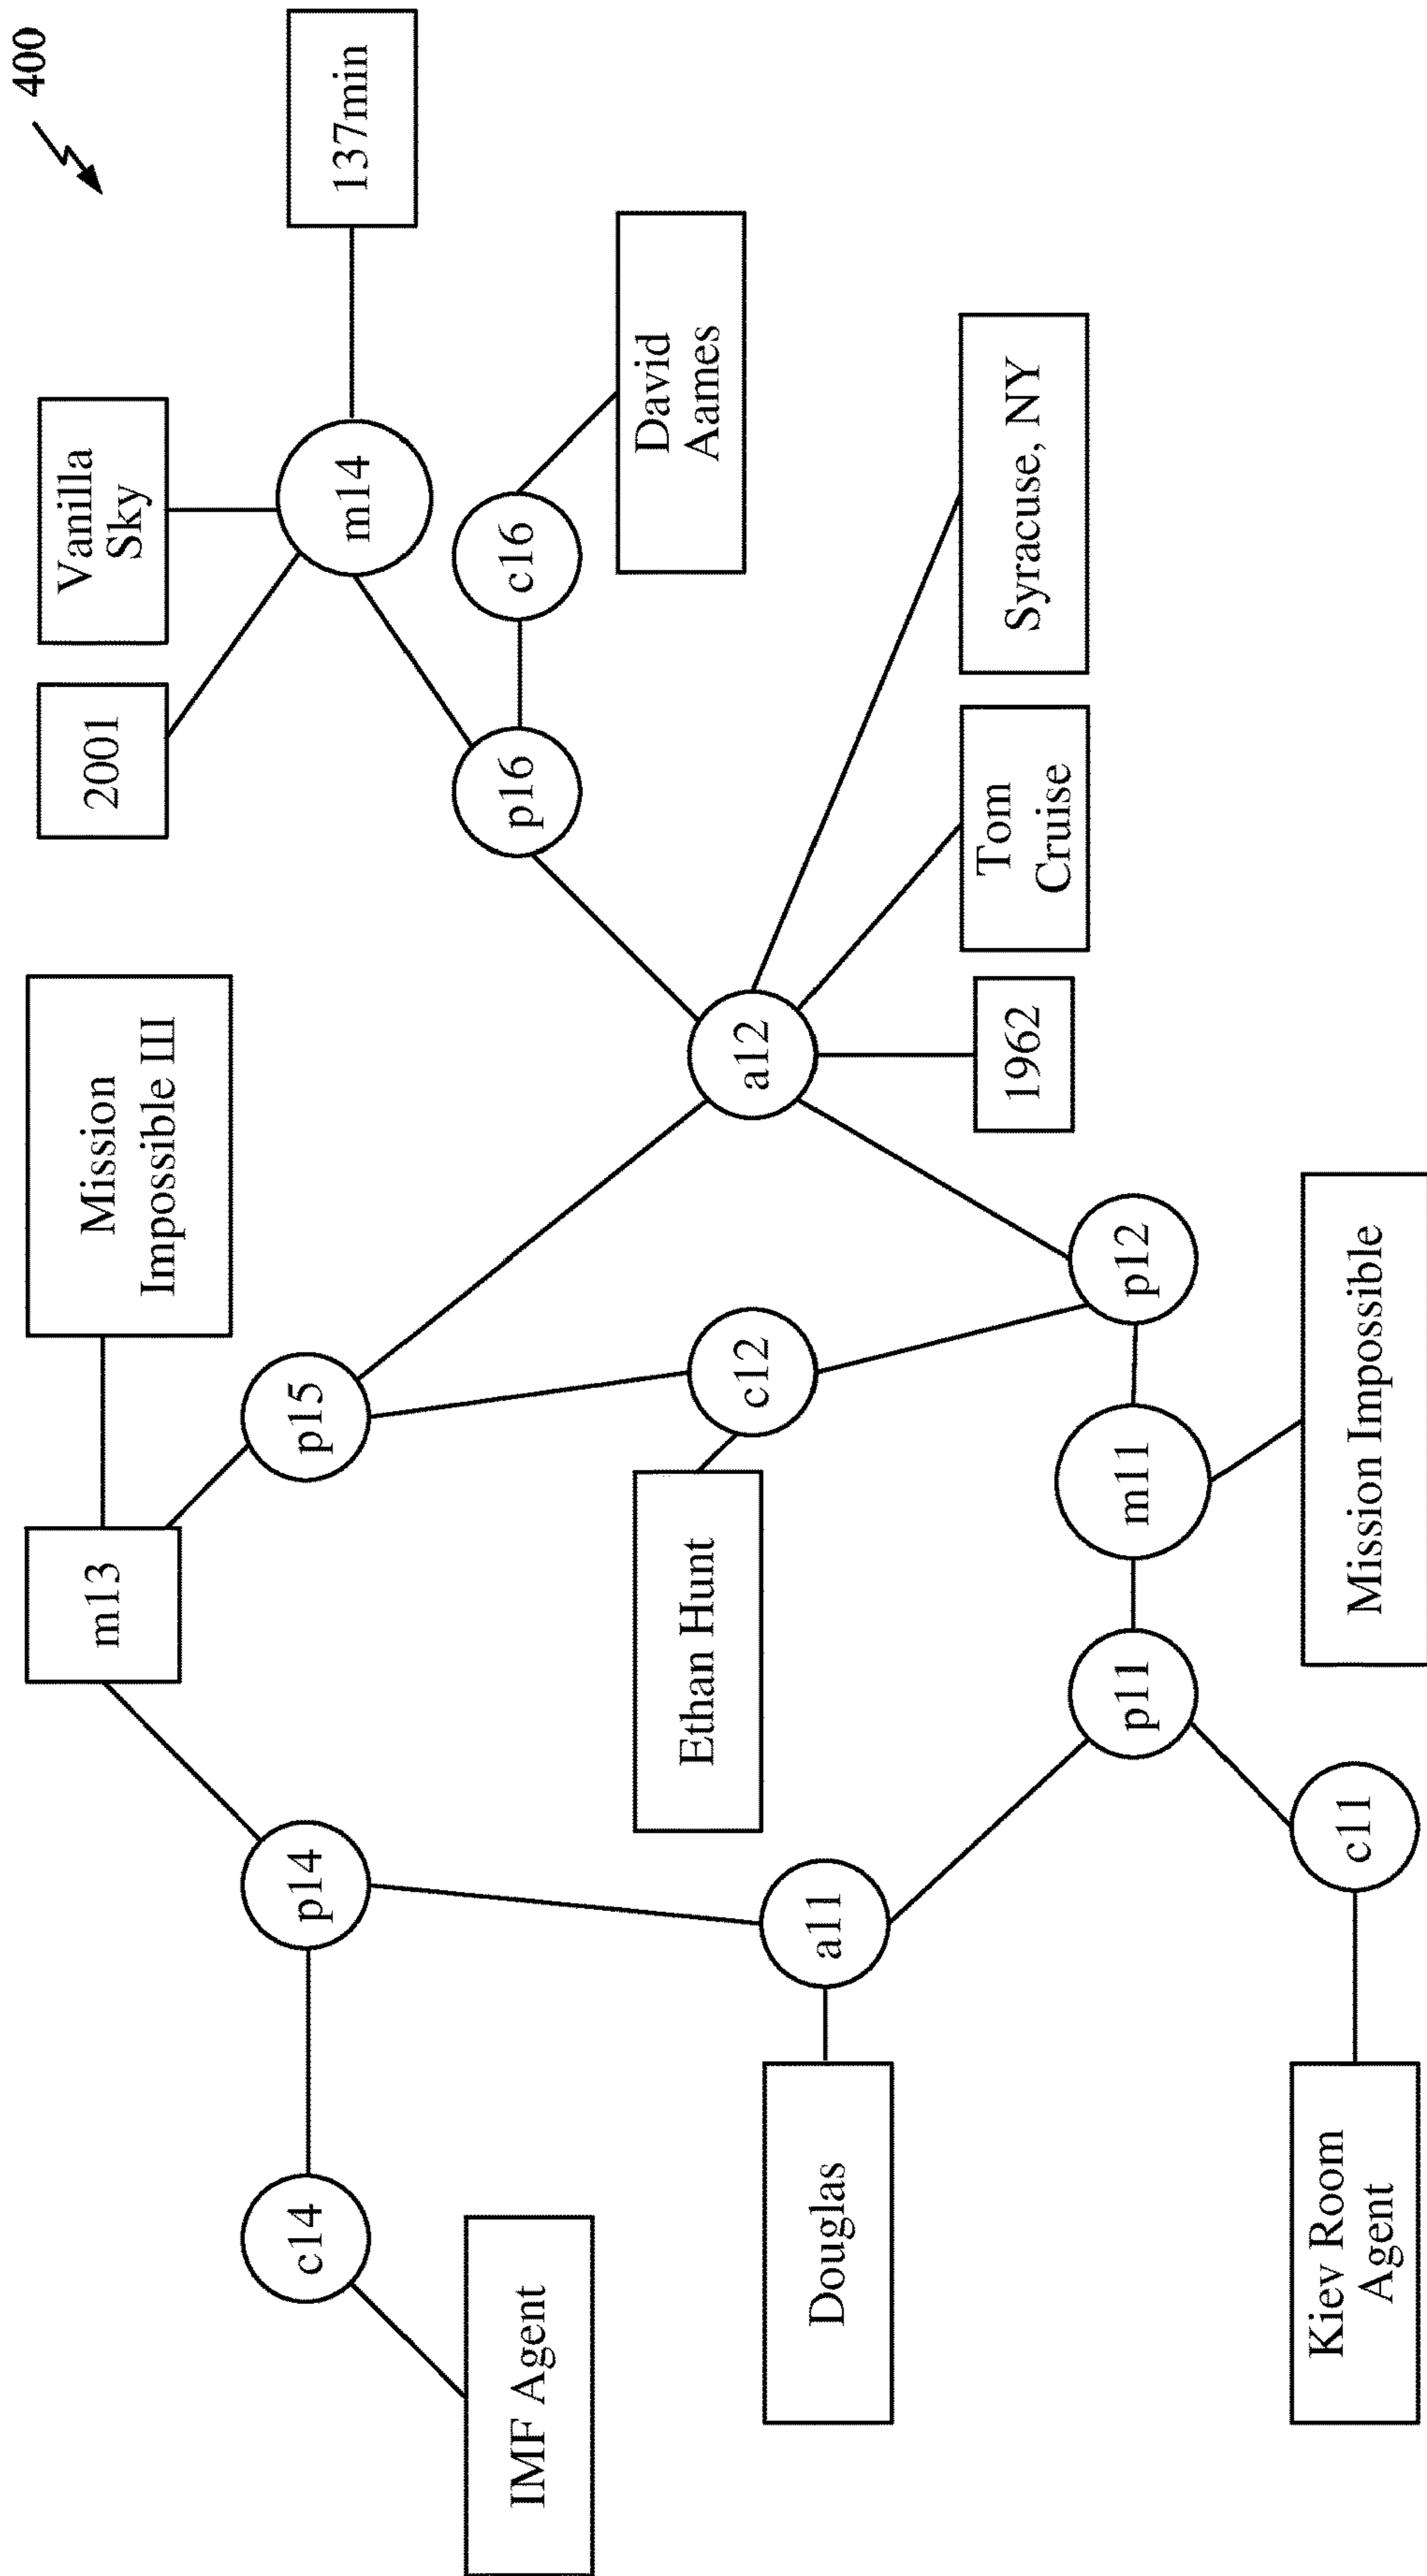 400
Mission
Impossible III
2001
Vanilla
Sky
m13
137min
m14
p14
p15
c14
p16
c16
IMF Agent
Ethan Hunt
David
Aames
c12
a12
Douglas
a11
1962
Tom
Cruise
Syracuse, NY
p11
m11
p12
Kiev Room
Agent
c11
Mission Impossible